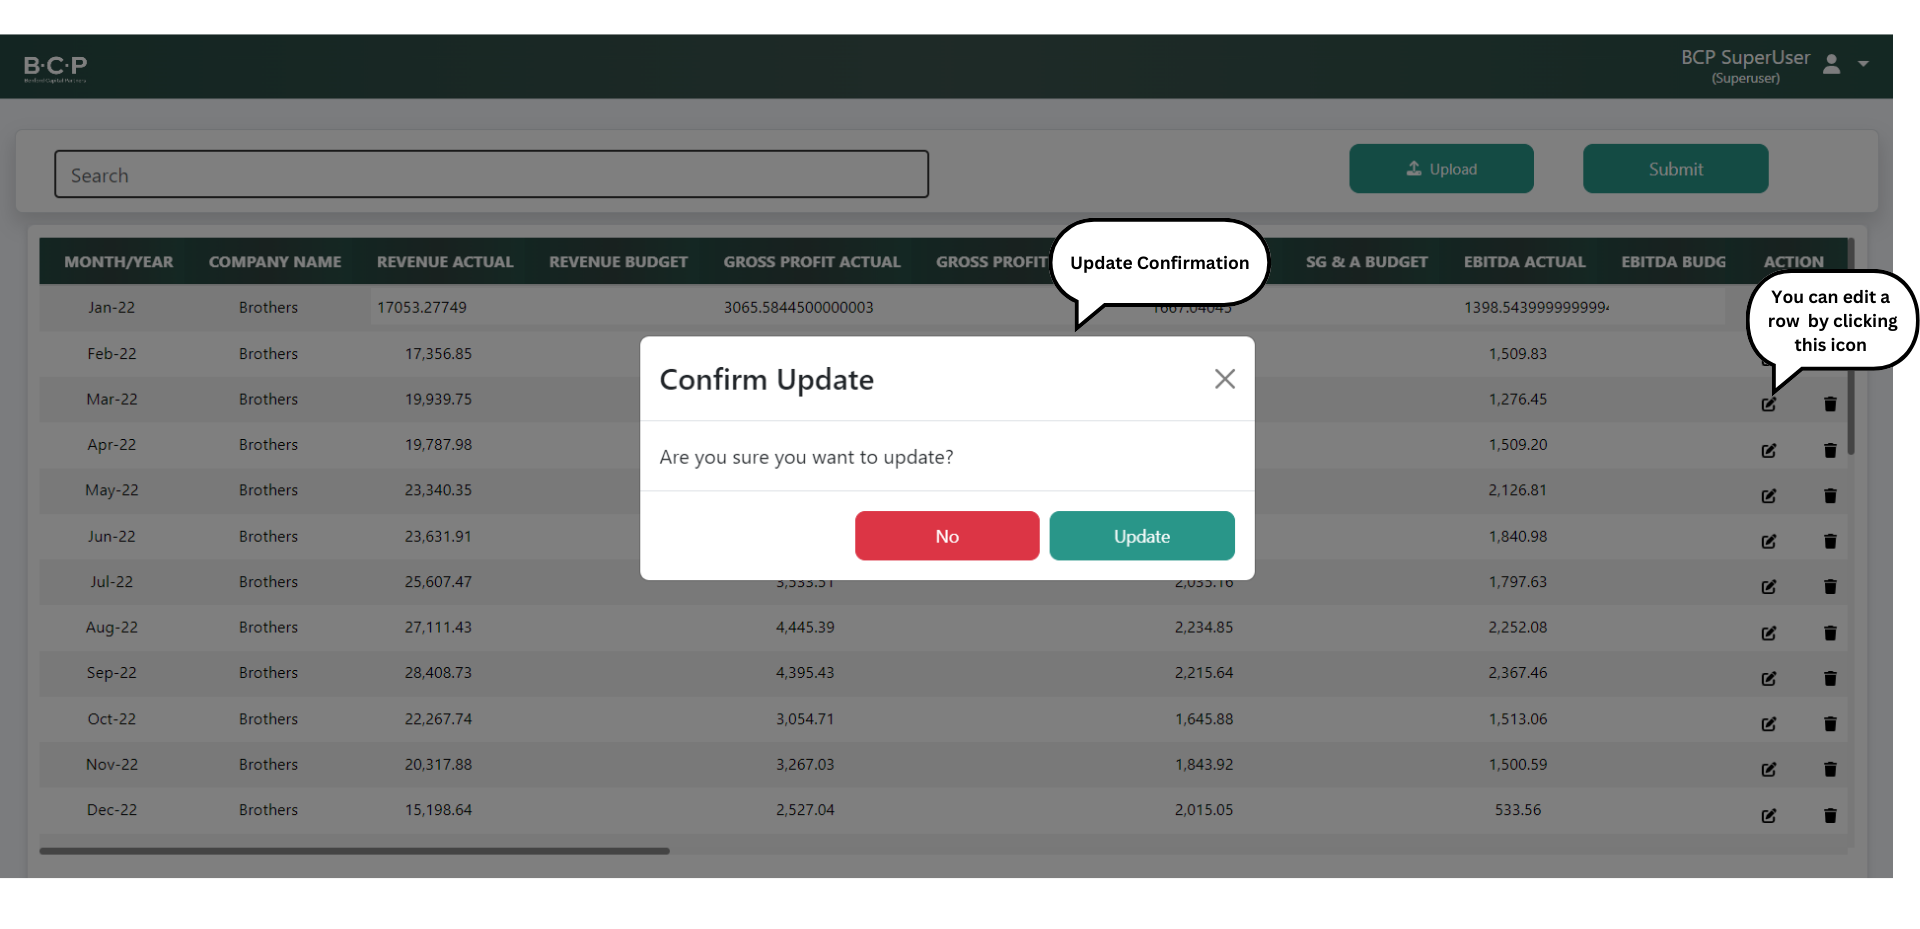 B·C·P
BCP SuperUser
(Superuser)
Search
Upload
Submit
MONTH/YEAR COMPANY NAME REVENUE ACTUAL REVENUE BUDGET GROSS PROFIT ACTUAL GROSS PROFIT SG & A BUDGET EBITDA ACTUAL EBITDA BUDG ACTION
Update Confirmation
You can edit a
row by clicking
this icon
Jan-22 Brothers 17053.27749 3065.5844500000003 1667.04045 1398.543999999999
Feb-22 Brothers 17,356.85 1,509.83
Mar-22 Brothers 19,939.75 1,276.45
Apr-22 Brothers 19,787.98 1,509.20
May-22 Brothers 23,340.35 2,126.81
Jun-22 Brothers 23,631.91 1,840.98
Jul-22 Brothers 25,607.47 3,533.51 2,035.16 1,797.63
Aug-22 Brothers 27,111.43 4,445.39 2,234.85 2,252.08
Sep-22 Brothers 28,408.73 4,395.43 2,215.64 2,367.46
Oct-22 Brothers 22,267.74 3,054.71 1,645.88 1,513.06
Nov-22 Brothers 20,317.88 3,267.03 1,843.92 1,500.59
Dec-22 Brothers 15,198.64 2,527.04 2,015.05 533.56
Confirm Update
Are you sure you want to update?
No
Update